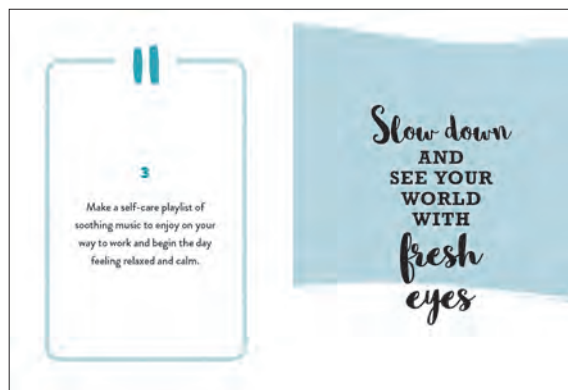 3
Make a self-care playlist of
soothing music to enjoy on your
way to work and begin the day
feeling relaxed and calm.
Slow down
AND
SEE YOUR
WORLD
WITH
fresh
eyes